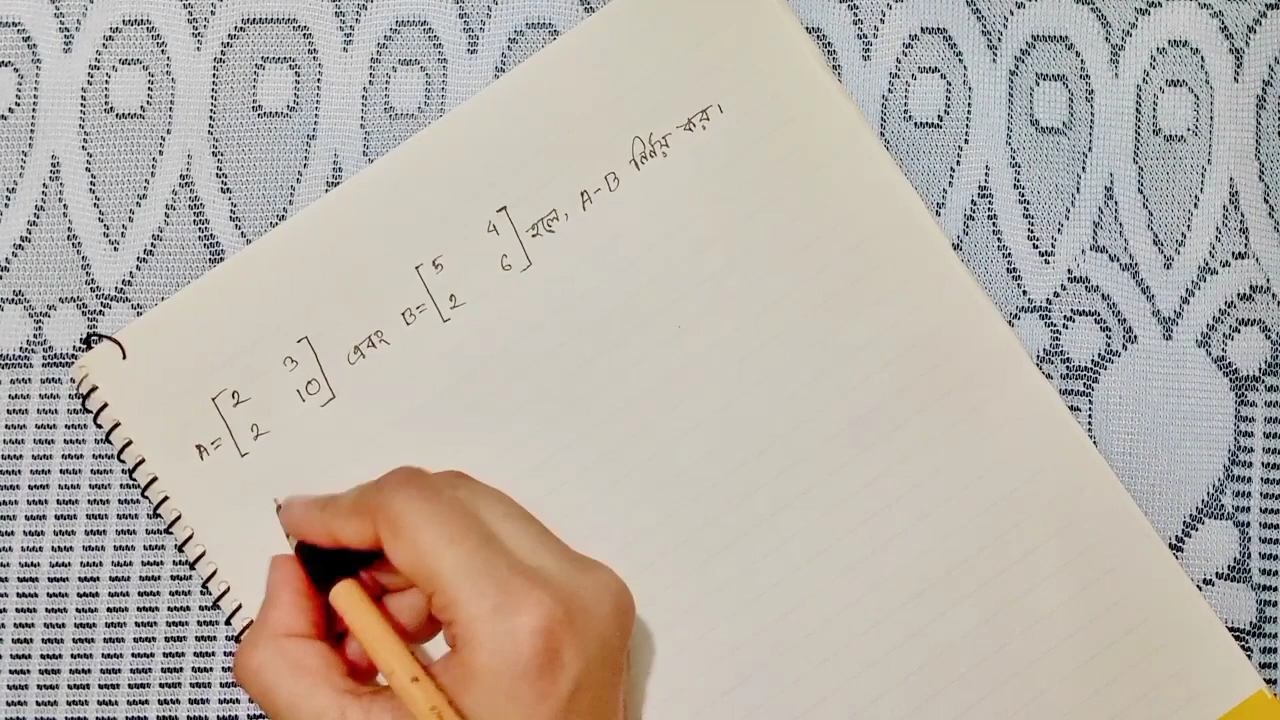 A = [2 3
2 10] এবং B = [5 4
2 6] হলে, A-B নির্ণয় কর।